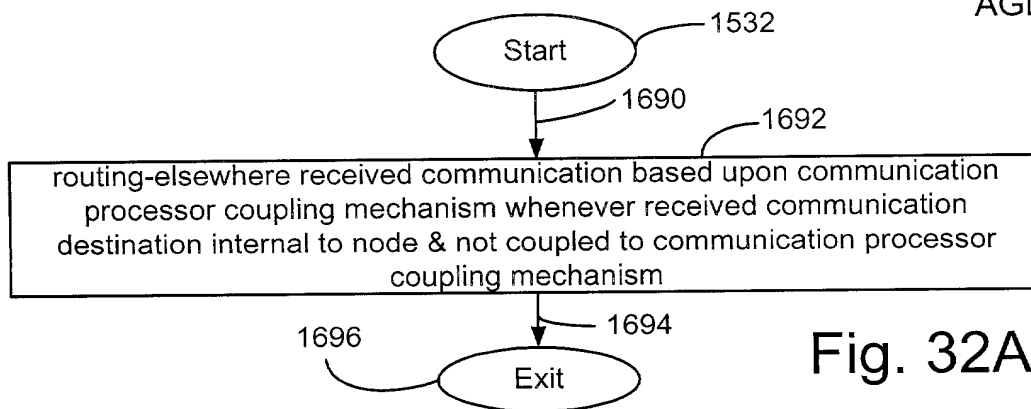 Start
1532
1690
1692
routing-elsewhere received communication based upon communication
processor coupling mechanism whenever received communication
destination internal to node & not coupled to communication processor
coupling mechanism
1694
1696
Exit
Fig. 32A